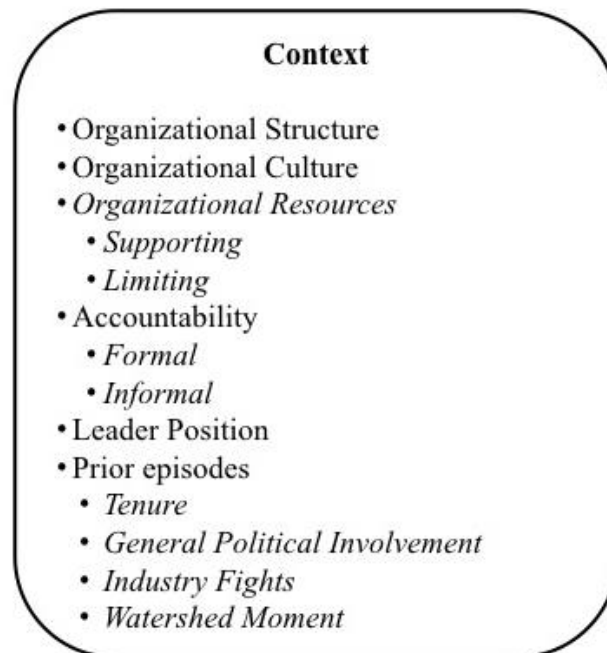 Context
• Organizational Structure
• Organizational Culture
• Organizational Resources
• Supporting
• Limiting
• Accountability
• Formal
• Informal
• Leader Position
• Prior episodes
• Tenure
• General Political Involvement
• Industry Fights
• Watershed Moment